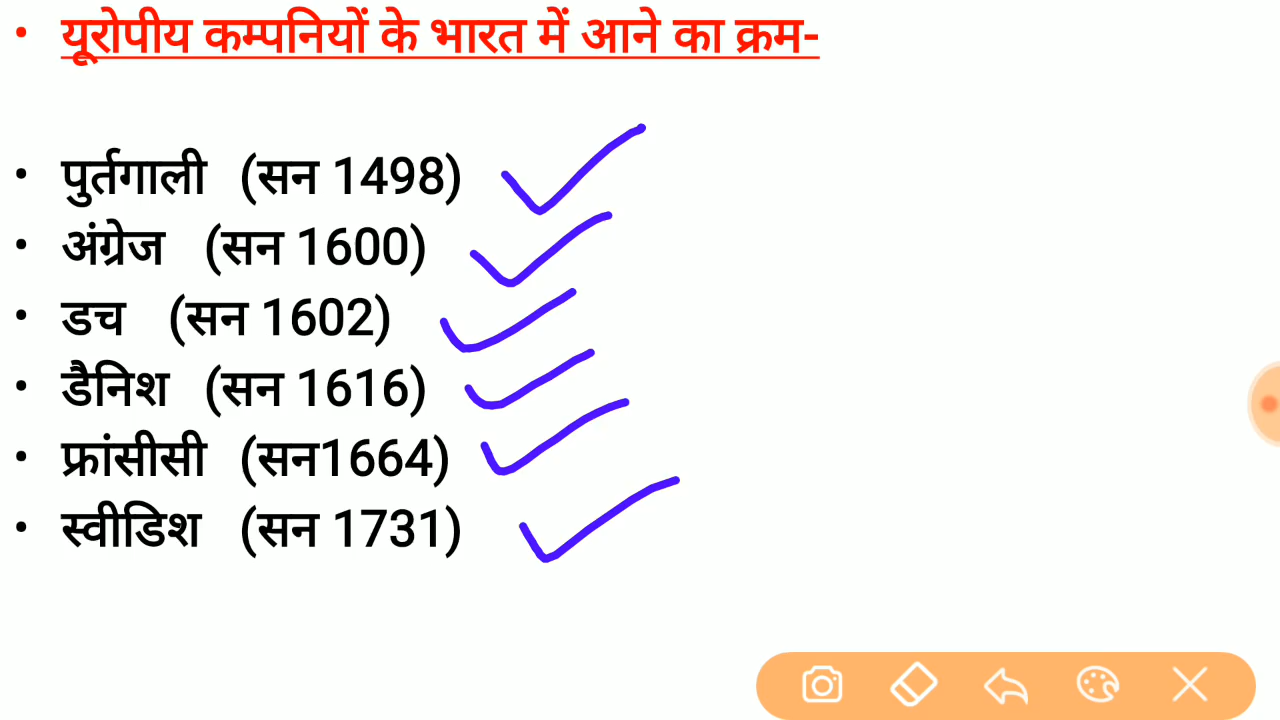 • यूरोपीय कम्पनियों के भारत में आने का क्रम-
• पुर्तगाली (सन 1498)
• अंग्रेज (सन 1600)
• डच (सन 1602)
• डैनिश (सन 1616)
• फ्रांसीसी (सन1664)
• स्वीडिश (सन 1731)